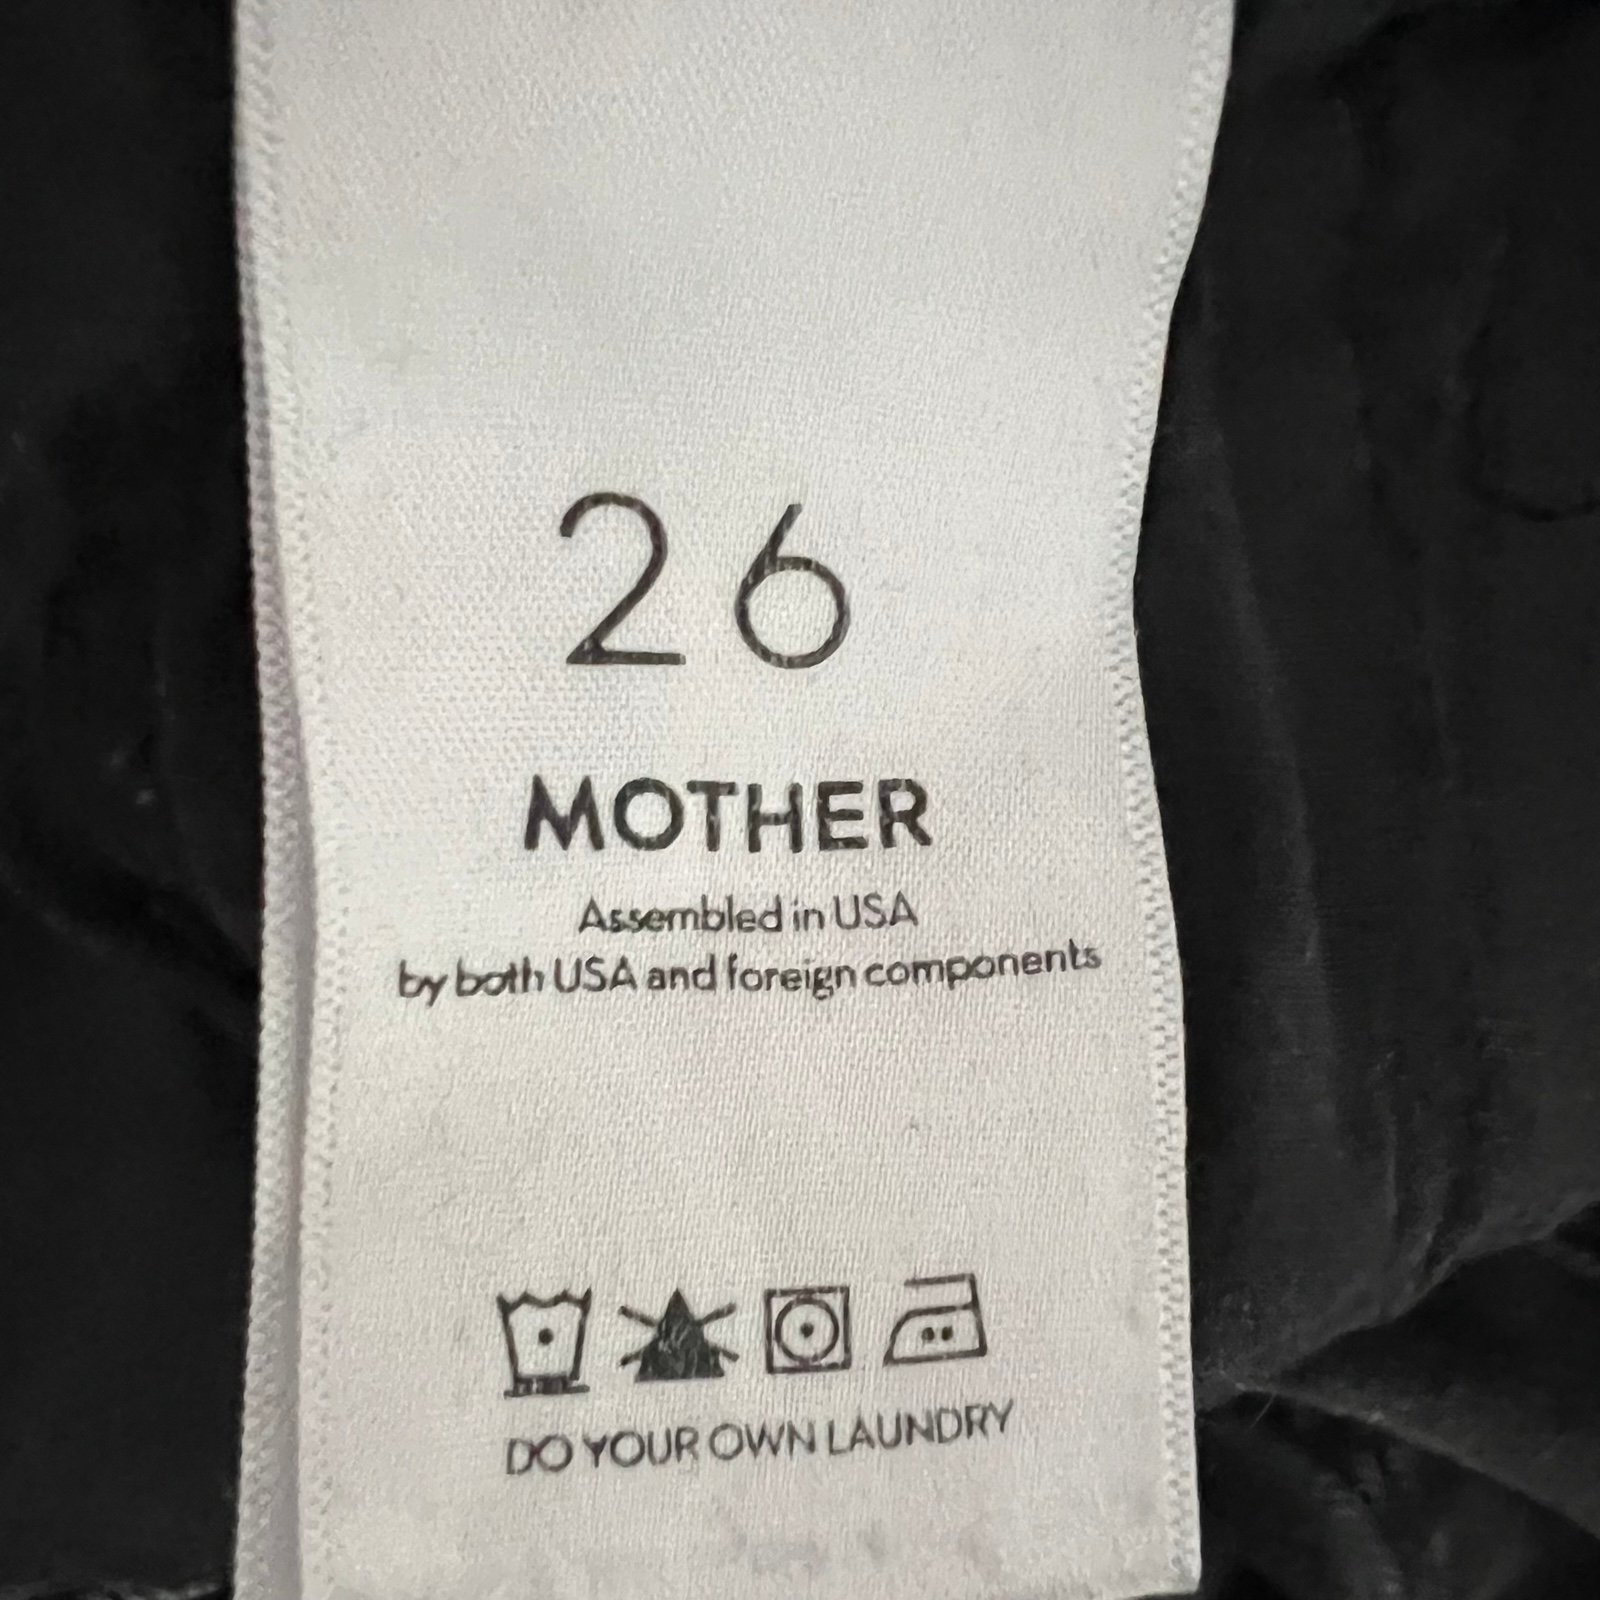 26
MOTHER
Assembled in USA
by both USA and foreign components
DO YOUR OWN LAUNDRY